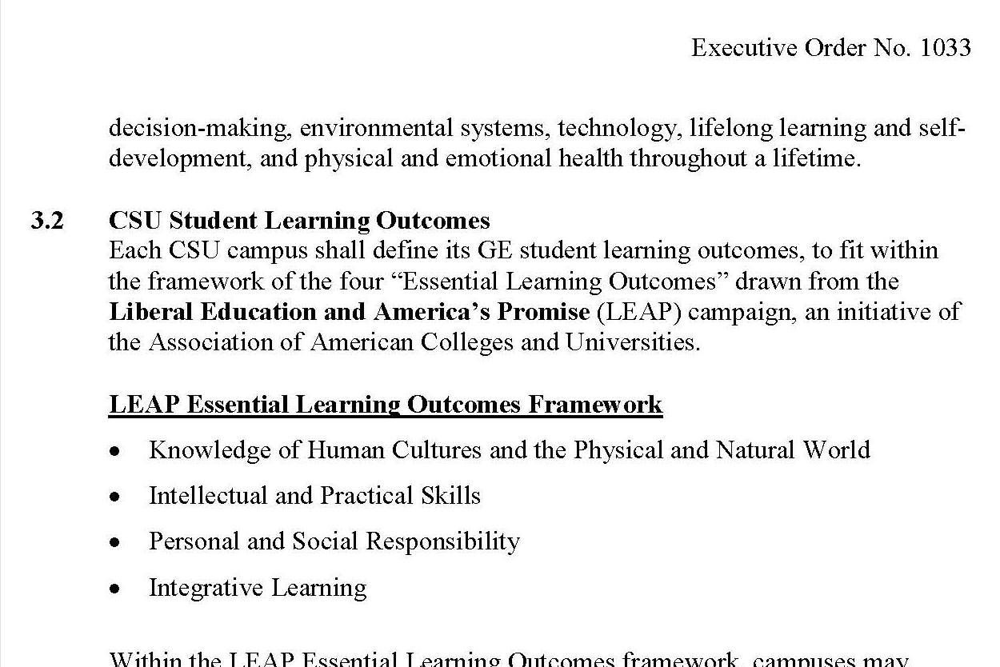 Executive Order No. 1033
decision-making, environmental systems, technology, lifelong learning and self-
development, and physical and emotional health throughout a lifetime.
3.2 CSU Student Learning Outcomes
Each CSU campus shall define its GE student learning outcomes, to fit within
the framework of the four “Essential Learning Outcomes” drawn from the
Liberal Education and America’s Promise (LEAP) campaign, an initiative of
the Association of American Colleges and Universities.
LEAP Essential Learning Outcomes Framework
• Knowledge of Human Cultures and the Physical and Natural World
• Intellectual and Practical Skills
• Personal and Social Responsibility
• Integrative Learning
Within the LEAP Essential Learning Outcomes framework, campuses may